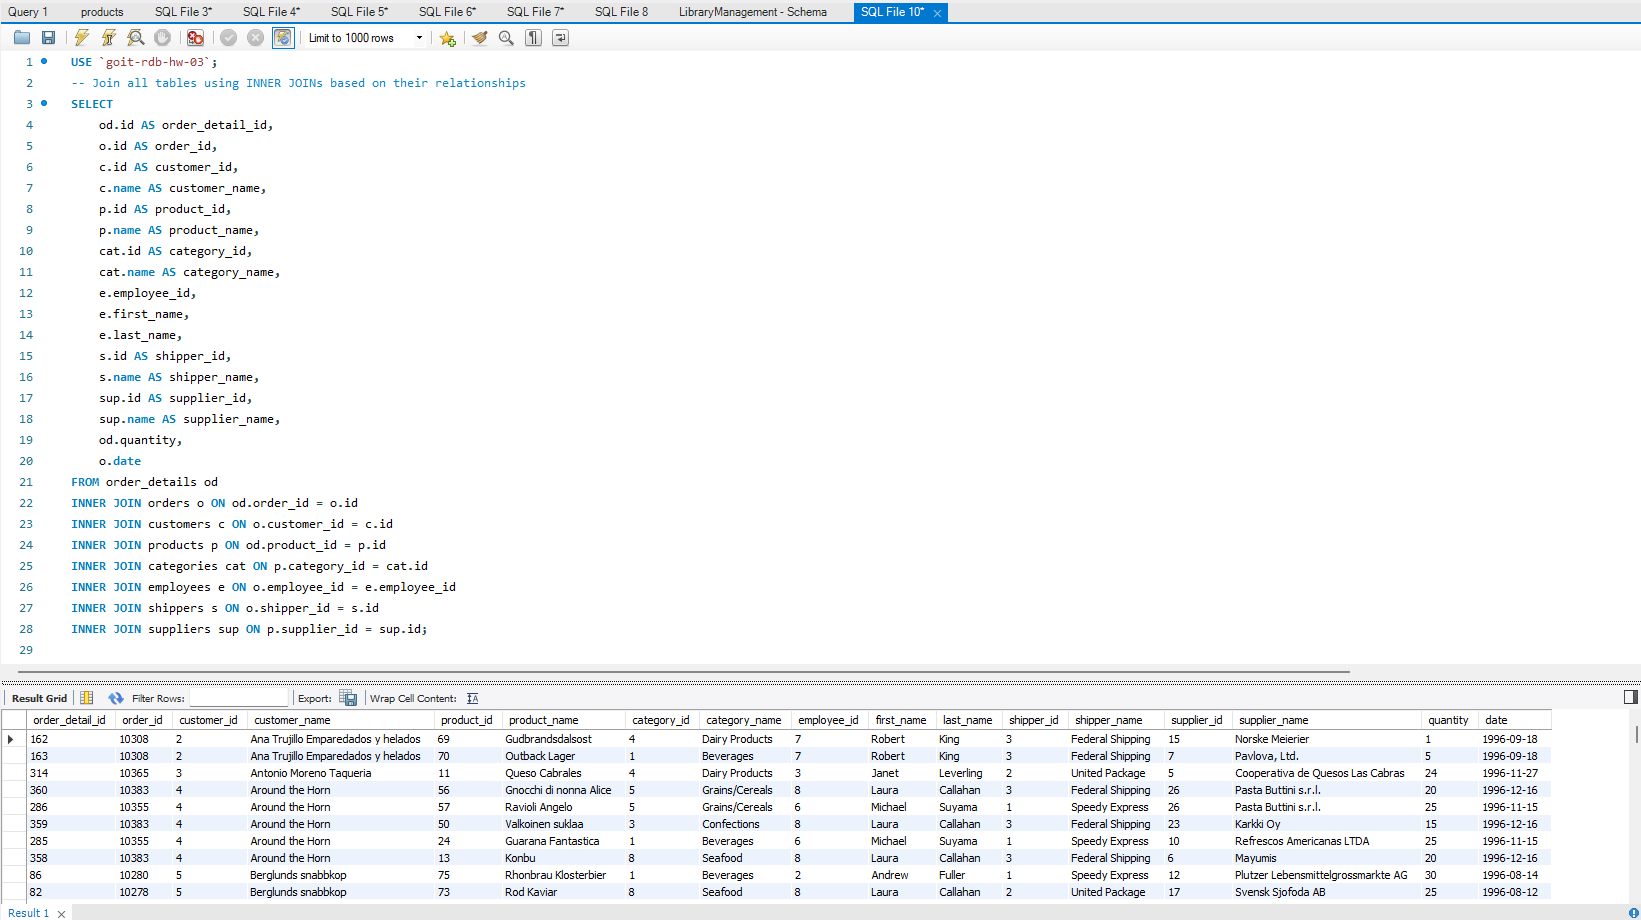 Query 1 products SQL File 3* SQL File 4* SQL File 5* SQL File 6* SQL File 7* SQL File 8 LibraryManagement - Schema SQL File 10*
Limit to 1000 rows
1 USE `goit-rdb-hw-03`;
2 -- Join all tables using INNER JOINs based on their relationships
3 SELECT
4 od.id AS order_detail_id,
5 o.id AS order_id,
6 c.id AS customer_id,
7 c.name AS customer_name,
8 p.id AS product_id,
9 p.name AS product_name,
10 cat.id AS category_id,
11 cat.name AS category_name,
12 e.employee_id,
13 e.first_name,
14 e.last_name,
15 s.id AS shipper_id,
16 s.name AS shipper_name,
17 sup.id AS supplier_id,
18 sup.name AS supplier_name,
19 od.quantity,
20 o.date
21 FROM order_details od
22 INNER JOIN orders o ON od.order_id = o.id
23 INNER JOIN customers c ON o.customer_id = c.id
24 INNER JOIN products p ON od.product_id = p.id
25 INNER JOIN categories cat ON p.category_id = cat.id
26 INNER JOIN employees e ON o.employee_id = e.employee_id
27 INNER JOIN shippers s ON o.shipper_id = s.id
28 INNER JOIN suppliers sup ON p.supplier_id = sup.id;
29
Result Grid Filter Rows: Export: Wrap Cell Content:
order_detail_id order_id customer_id customer_name product_id product_name category_id category_name employee_id first_name last_name shipper_id shipper_name supplier_id supplier_name quantity date
162 10308 2 Ana Trujillo Emparedados y helados 69 Gudbrandsdalsost 4 Dairy Products 7 Robert King 3 Federal Shipping 15 Norske Meierier 1 1996-09-18
163 10308 2 Ana Trujillo Emparedados y helados 70 Outback Lager 1 Beverages 7 Robert King 3 Federal Shipping 7 Pavlova, Ltd. 5 1996-09-18
314 10365 3 Antonio Moreno Taqueria 11 Queso Cabrales 4 Dairy Products 3 Janet Leverling 2 United Package 5 Cooperativa de Quesos Las Cabras 24 1996-11-27
360 10383 4 Around the Horn 56 Gnocchi di nonna Alice 5 Grains/Cereals 8 Laura Callahan 3 Federal Shipping 26 Pasta Buttini s.r.l. 20 1996-12-16
286 10355 4 Around the Horn 57 Ravioli Angelo 5 Grains/Cereals 6 Michael Suyama 1 Speedy Express 26 Pasta Buttini s.r.l. 25 1996-11-15
359 10383 4 Around the Horn 50 Valkoinen suklaa 3 Confections 8 Laura Callahan 3 Federal Shipping 23 Karkki Oy 15 1996-12-16
285 10355 4 Around the Horn 24 Guarana Fantastica 1 Beverages 6 Michael Suyama 1 Speedy Express 10 Refrescos Americanas LTDA 25 1996-11-15
358 10383 4 Around the Horn 13 Konbu 8 Seafood 8 Laura Callahan 3 Federal Shipping 6 Mayumis 20 1996-12-16
86 10280 5 Berglunds snabbkop 75 Rhonbrau Klosterbier 1 Beverages 2 Andrew Fuller 1 Speedy Express 12 Plutzer Lebensmittelgrossmarkte AG 30 1996-08-14
82 10278 5 Berglunds snabbkop 73 Rod Kaviar 8 Seafood 8 Laura Callahan 2 United Package 17 Svensk Sjofoda AB 25 1996-08-12
Result 1